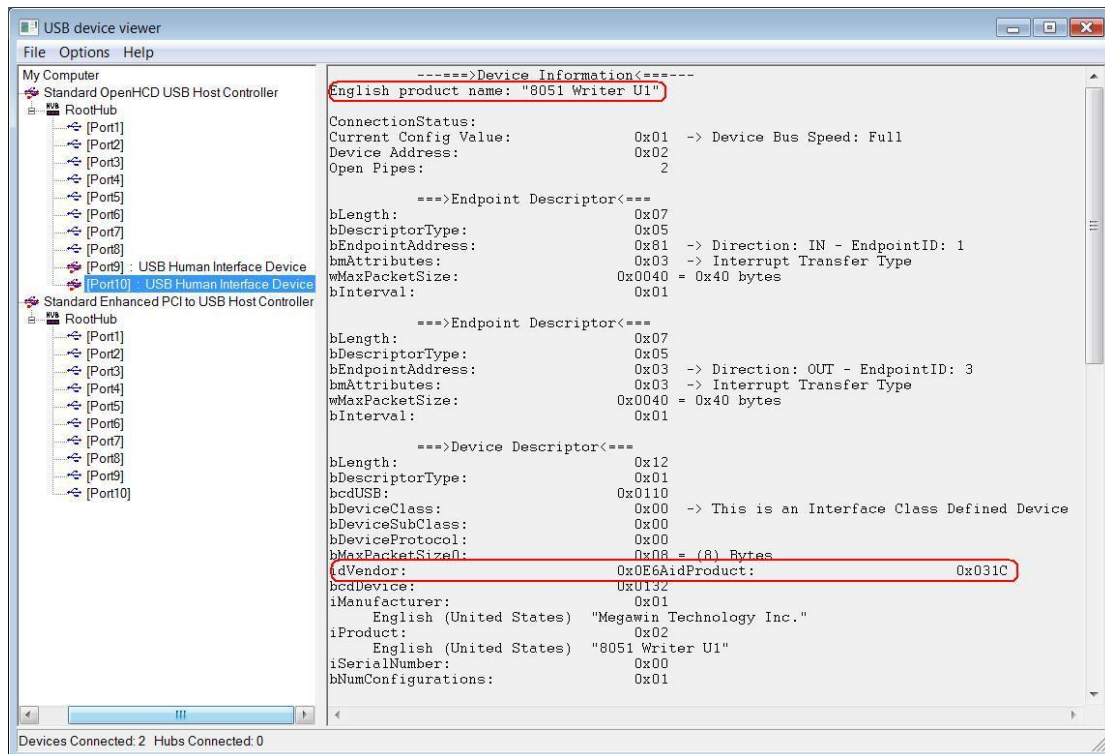 USB device viewer
File Options Help
My Computer
Standard OpenHCD USB Host Controller
RootHub
[Port1]
[Port2]
[Port3]
[Port4]
[Port5]
[Port6]
[Port7]
[Port8]
[Port9] : USB Human Interface Device
[Port10] : USB Human Interface Device
Standard Enhanced PCI to USB Host Controller
RootHub
[Port1]
[Port2]
[Port3]
[Port4]
[Port5]
[Port6]
[Port7]
[Port8]
[Port9]
[Port10]
---===>Device Information<===---
English product name: "8051 Writer U1"
ConnectionStatus:
Current Config Value: 0x01 -> Device Bus Speed: Full
Device Address: 0x02
Open Pipes: 2
===>Endpoint Descriptor<===
bLength: 0x07
bDescriptorType: 0x05
bEndpointAddress: 0x81 -> Direction: IN - EndpointID: 1
bmAttributes: 0x03 -> Interrupt Transfer Type
wMaxPacketSize: 0x0040 = 0x40 bytes
bInterval: 0x01
===>Endpoint Descriptor<===
bLength: 0x07
bDescriptorType: 0x05
bEndpointAddress: 0x03 -> Direction: OUT - EndpointID: 3
bmAttributes: 0x03 -> Interrupt Transfer Type
wMaxPacketSize: 0x0040 = 0x40 bytes
bInterval: 0x01
===>Device Descriptor<===
bLength: 0x12
bDescriptorType: 0x01
bcdUSB: 0x0110
bDeviceClass: 0x00 -> This is an Interface Class Defined Device
bDeviceSubClass: 0x00
bDeviceProtocol: 0x00
bMaxPacketSize0: 0x08 = (8) Bytes
idVendor: 0x0E6AidProduct: 0x031C
bcdDevice: 0x0132
iManufacturer: 0x01
English (United States) "Megawin Technology Inc."
iProduct: 0x02
English (United States) "8051 Writer U1"
iSerialNumber: 0x00
bNumConfigurations: 0x01
Devices Connected: 2 Hubs Connected: 0